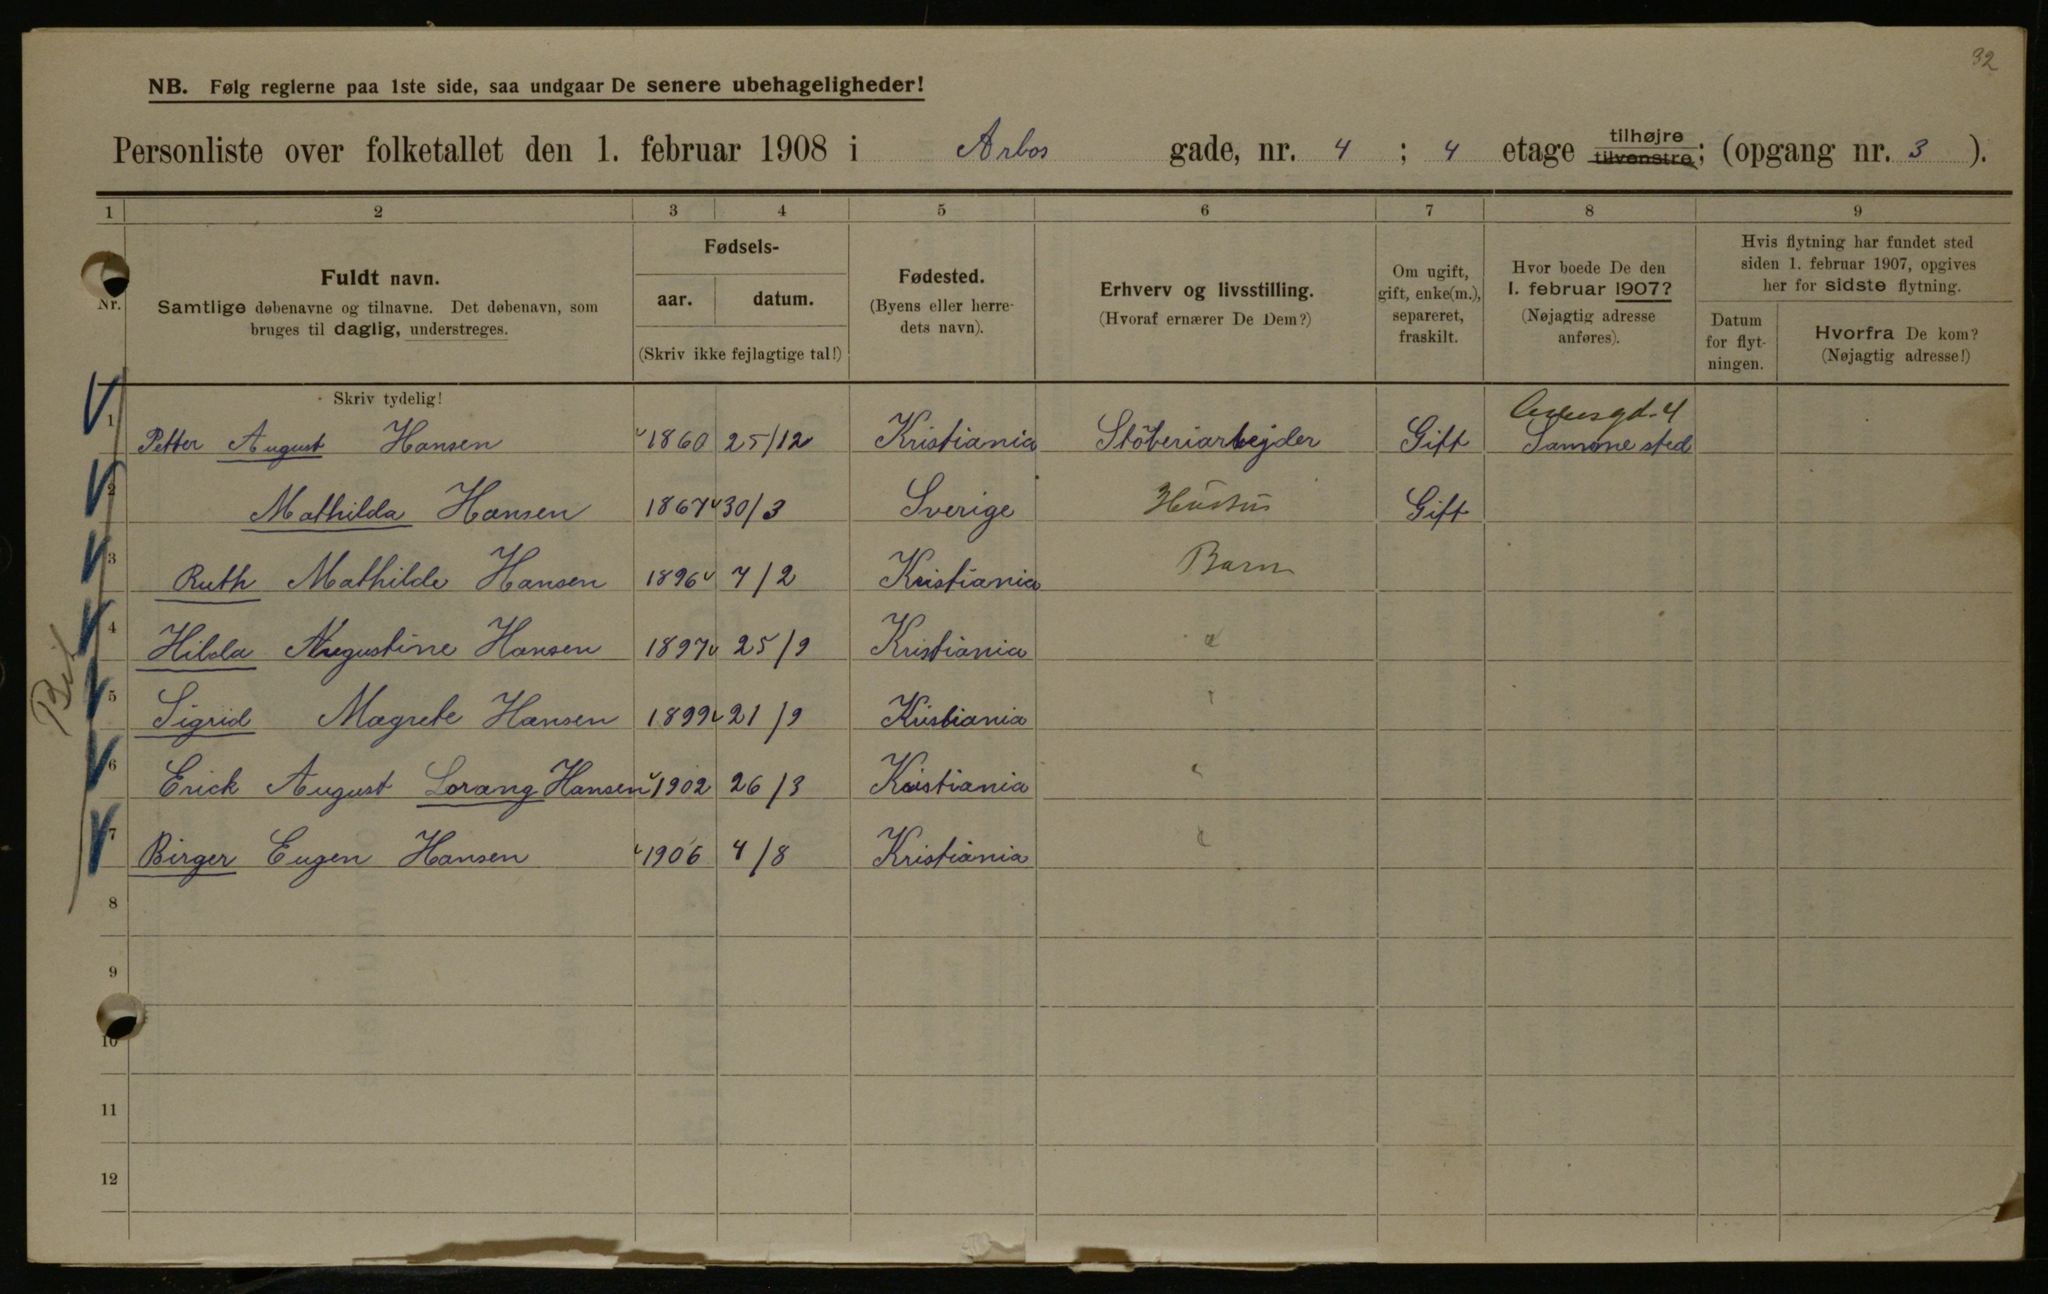 32
NB. Følg reglerne paa 1ste side, saa undgaar De senere ubehageligheder!
Personliste over folketallet den 1. februar 1908 i Arbos gade, nr. 4 ; 4 etage tilhøjre tilvenstre; (opgang nr. 3 ).
1 2 3 4 5 6 7 8 9
Nr.
Fuldt navn.
Samtlige døbenavne og tilnavne. Det døbenavn, som
bruges til daglig, understreges.
Fødsels-
aar. datum.
(Skriv ikke fejlagtige tal!)
Fødested.
(Byens eller herre-
dets navn).
Erhverv og livsstilling.
(Hvoraf ernærer De Dem?)
Om ugift,
gift, enke(m.),
separeret,
fraskilt.
Hvor boede De den
1. februar 1907?
(Nøjagtig adresse
anføres).
Hvis flytning har fundet sted
siden 1. februar 1907, opgives
her for sidste flytning.
Datum
for flyt-
ningen.
Hvorfra De kom?
(Nøjagtig adresse!)
Skriv tydelig!
1 Petter August Hansen 1860 25/12 Kristiania Stöberiarbejder Gift Samme sted
2 Mathilda Hansen 1867 30/3 Sverige Hustru Gift
3 Ruth Mathilde Hansen 1896 7/2 Kristiania Barn
4 Hilda Augustine Hansen 1897 25/9 Kristiania
5 Sigrid Magrete Hansen 1899 21/9 Kristiania
6 Erick August Lorang Hansen 1902 26/3 Kristiania
7 Birger Eugen Hansen 1906 4/8 Kristiania
8
9
10
11
12